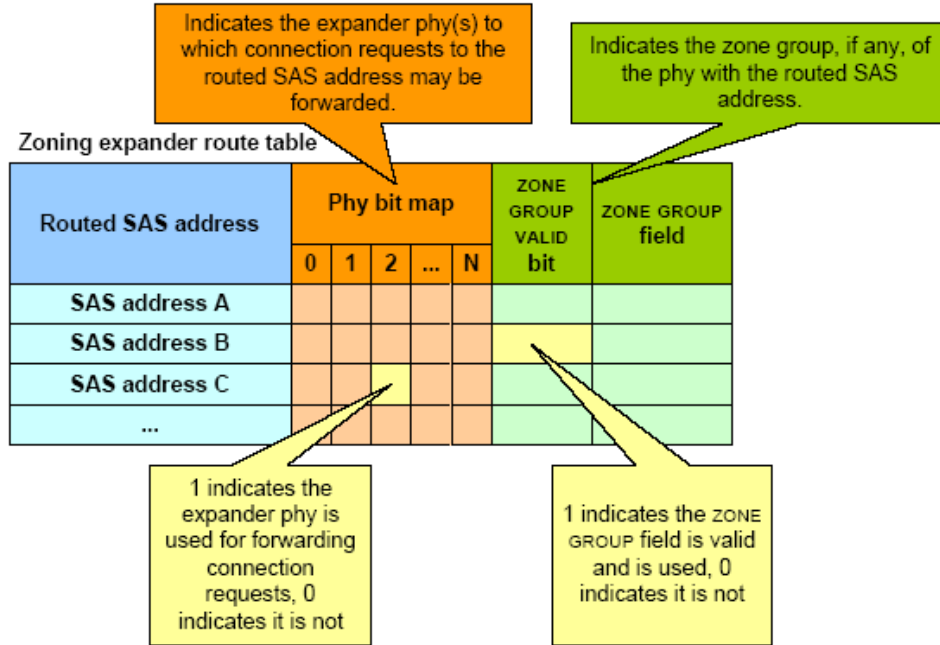 Indicates the expander phy(s) to
which connection requests to the
routed SAS address may be
forwarded.
Indicates the zone group, if any, of
the phy with the routed SAS
address.
Zoning expander route table
Routed SAS address
Phy bit map
ZONE
GROUP
VALID
bit
ZONE GROUP
field
0 1 2 ... N
SAS address A
SAS address B
SAS address C
...
1 indicates the
expander phy is
used for forwarding
connection
requests, 0
indicates it is not
1 indicates the ZONE
GROUP field is valid
and is used, 0
indicates it is not